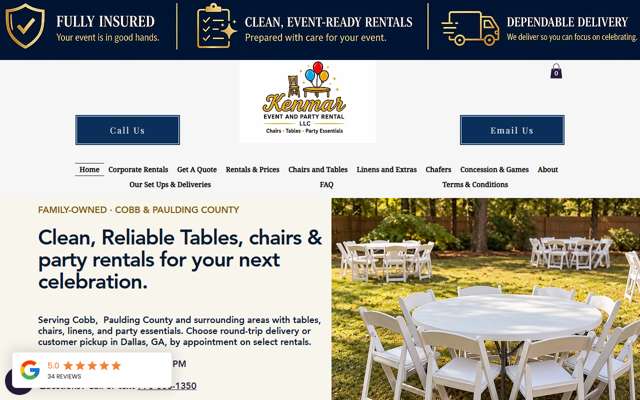 FULLY INSURED
Your event is in good hands.
CLEAN, EVENT-READY RENTALS
Prepared with care for your event.
DEPENDABLE DELIVERY
We deliver so you can focus on celebrating.
0
Kenmar
EVENT AND PARTY RENTAL
LLC
Chairs · Tables · Party Essentials
Call Us
Email Us
Home Corporate Rentals Get A Quote Rentals & Prices Chairs and Tables Linens and Extras Chafers Concession & Games About
Our Set Ups & Deliveries FAQ Terms & Conditions
FAMILY-OWNED · COBB & PAULDING COUNTY
Clean, Reliable Tables, chairs &
party rentals for your next
celebration.
Serving Cobb, Paulding County and surrounding areas with tables,
chairs, linens, and party essentials. Choose round-trip delivery or
customer pickup in Dallas, GA, by appointment on select rentals.
PM
5.0
34 REVIEWS
1350